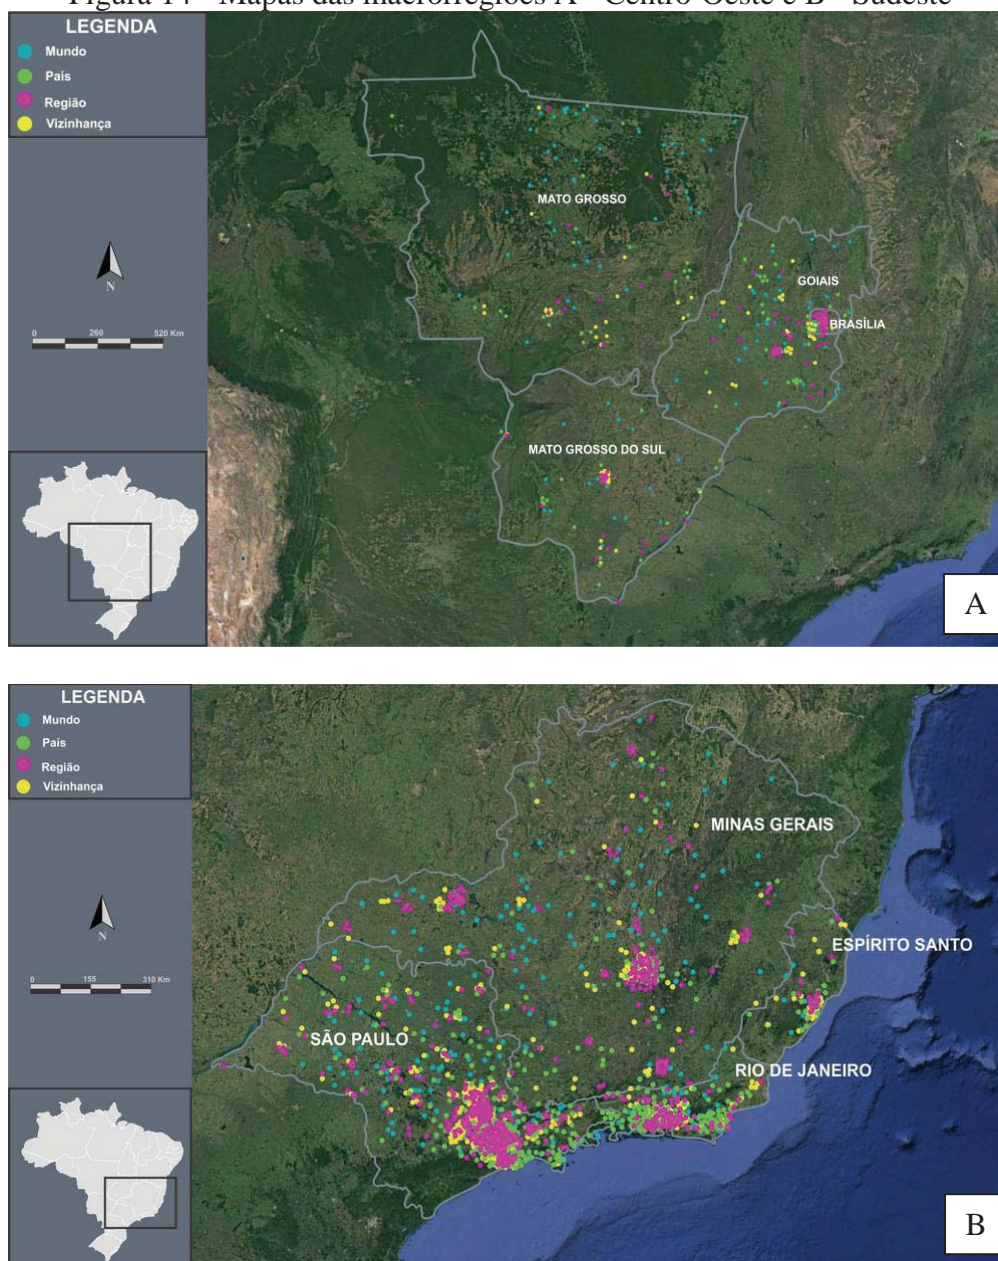 Figura 14 - Mapas das macrorregiões A - Centro-Oeste e B - Sudeste
LEGENDA
Mundo
País
Região
Vizinhança
N
0 260 520 Km
MATO GROSSO
GOIAIS
BRASÍLIA
MATO GROSSO DO SUL
A
LEGENDA
Mundo
País
Região
Vizinhança
N
0 155 310 Km
MINAS GERAIS
ESPÍRITO SANTO
SÃO PAULO
RIO DE JANEIRO
B